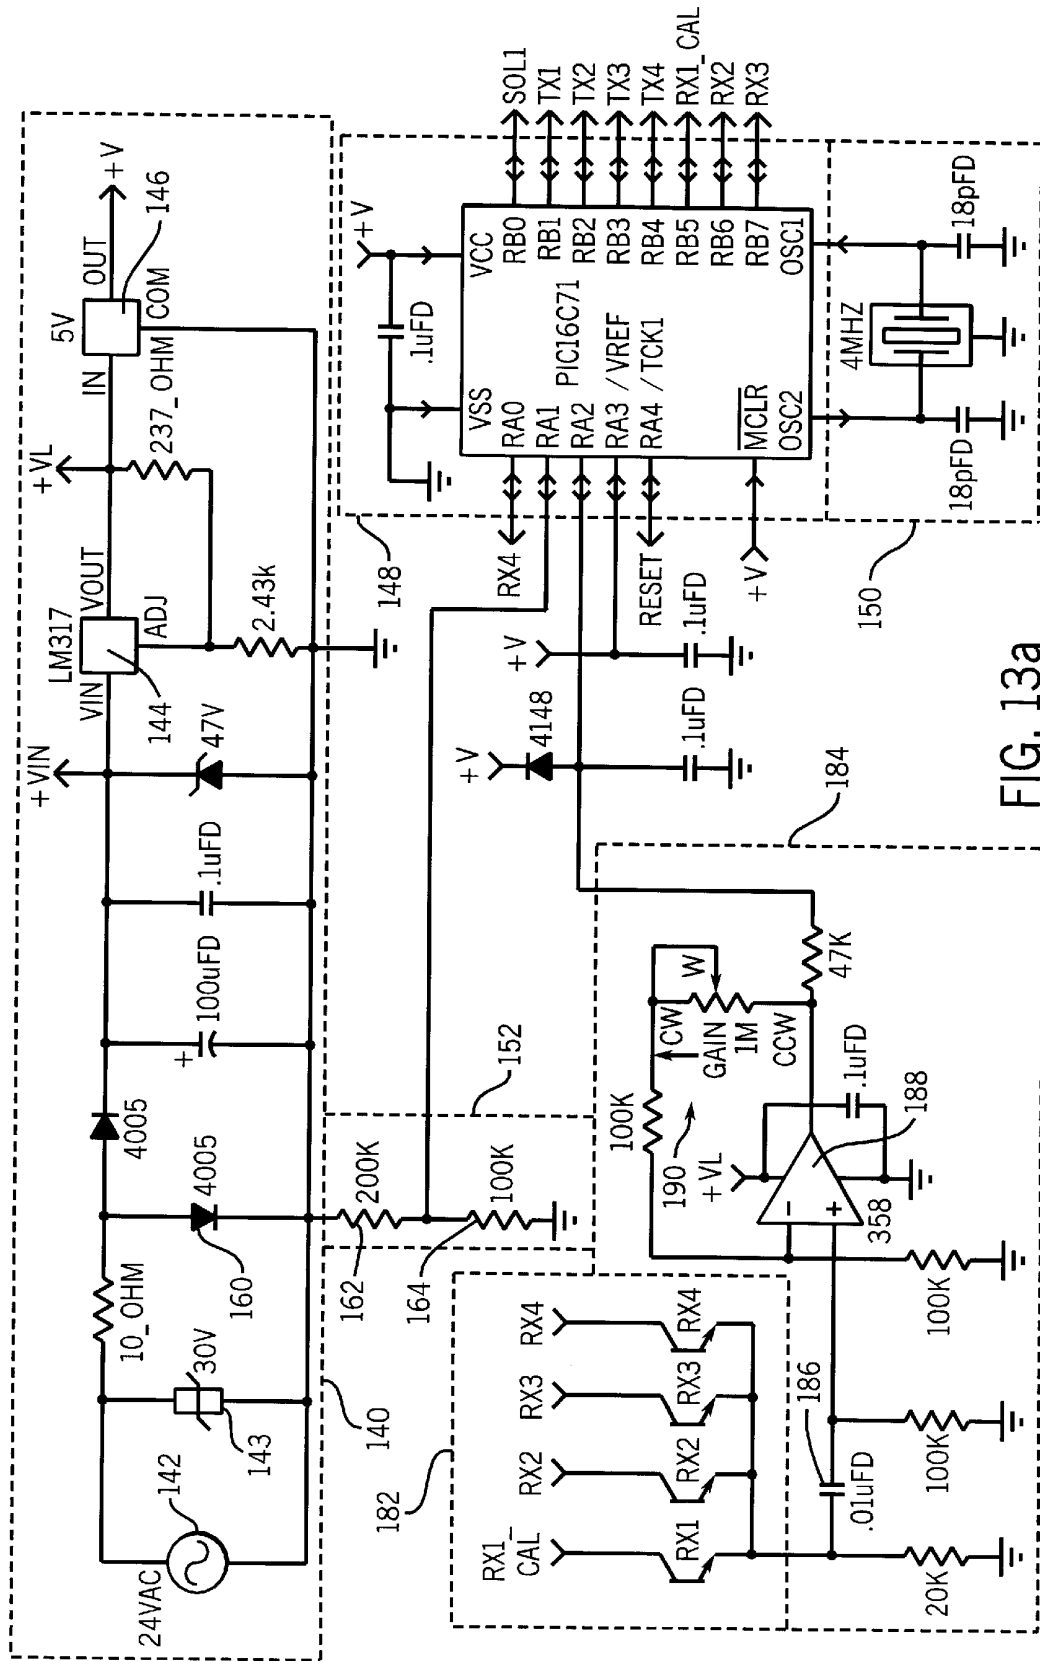 24VAC
142
143
30V
10_OHM
160
4005
4005
+
100uFD
.1uFD
47V
+VIN
VIN
LM317
VOUT
144
ADJ
2.43k
237_OHM
+VL
IN
5V
OUT
COM
146
+V
140
162
200K
164
100K
152
148
+V
.1uFD
VSS
VCC
RA0
RA1
RA2
RA3 /VREF
RA4 /TCK1
PIC16C71
MCLR
OSC2
RB0
RB1
RB2
RB3
RB4
RB5
RB6
RB7
OSC1
SOL1
TX1
TX2
TX3
TX4
RX1_CAL
RX2
RX3
RX4
RESET
+V
+V
.1uFD
+V
4148
.1uFD
4MHZ
18pFD
18pFD
150
182
RX1_
CAL
RX2
RX3
RX4
RX1
RX2
RX3
RX4
186
.01uFD
20K
100K
100K
190
100K
CW
W
GAIN
1M
CCW
+VL
-
+
358
.1uFD
188
47K
184
FIG. 13a